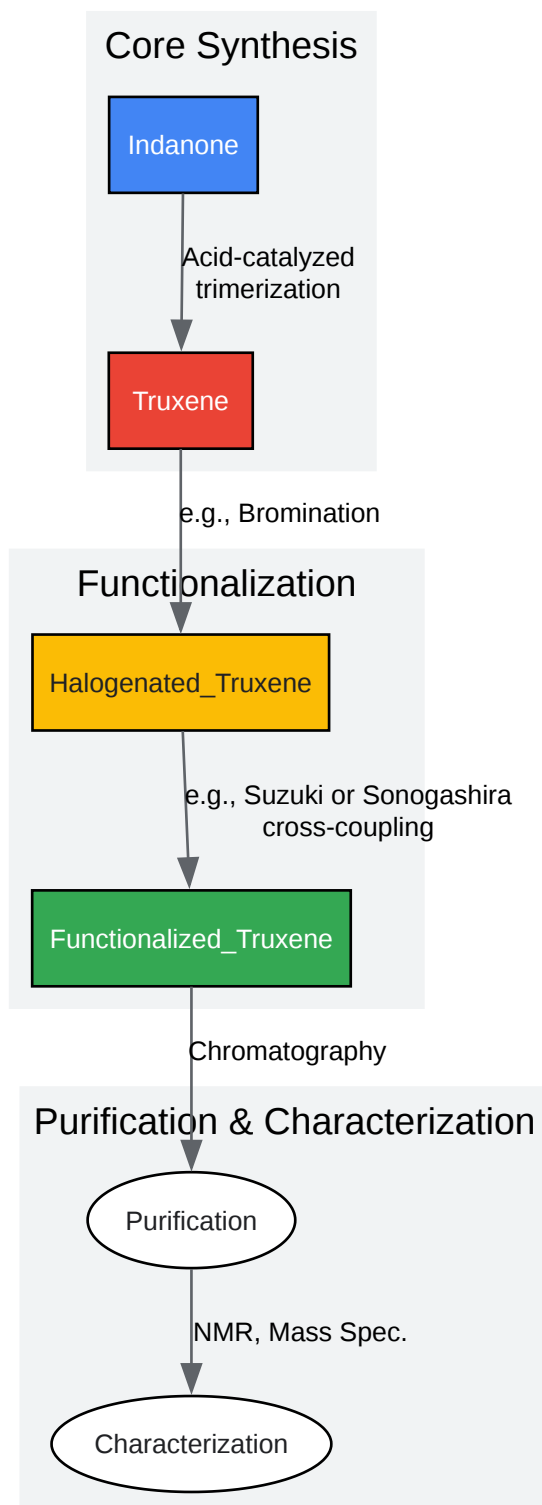 Core Synthesis
Indanone
Acid-catalyzed
trimerization
Truxene
e.g., Bromination
Functionalization
Halogenated_Truxene
e.g., Suzuki or Sonogashira
cross-coupling
Functionalized_Truxene
Chromatography
Purification & Characterization
Purification
NMR, Mass Spec.
Characterization